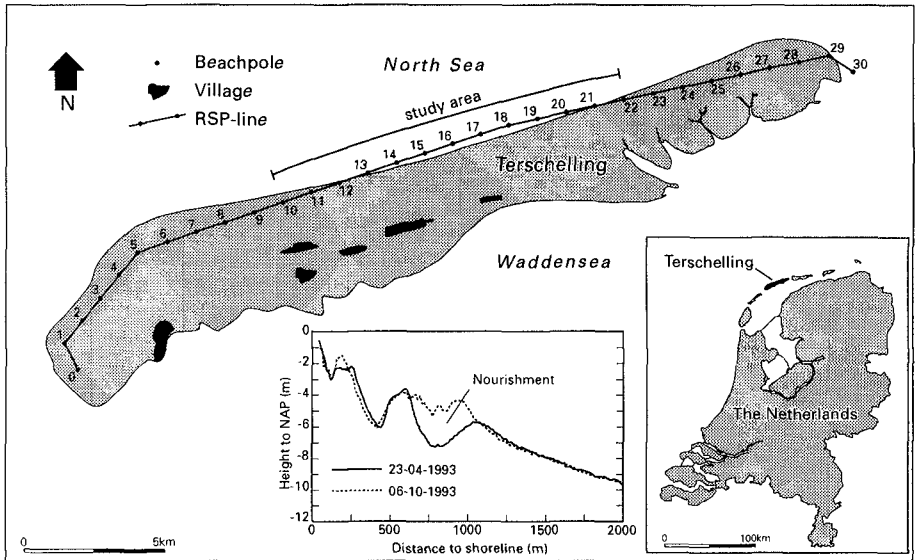 North Sea
Beachpole
Village
RSP-line
N
study area
Terschelling
Waddensea
0
1
2
3
4
5
6
7
8
9
10
11
12
13
14
15
16
17
18
19
20
21
22
23
24
25
26
27
28
29
30
0 5km
Height to NAP (m)
0
-2
-4
-6
-8
-10
-12
Nourishment
23-04-1993
06-10-1993
0 500 1000 1500 2000
Distance to shoreline (m)
Terschelling
The Netherlands
0 100km